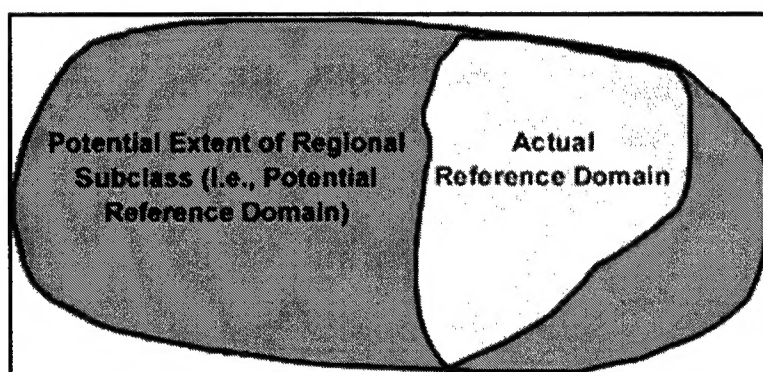 Potential Extent of Regional
Subclass (I.e., Potential
Reference Domain)
Actual
Reference Domain